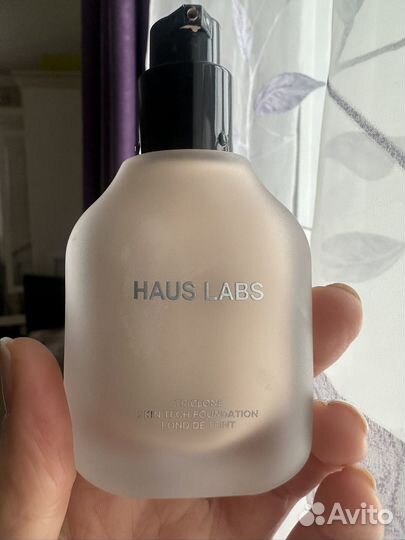 HAUS LABS
TRICLONE
SKIN TECH FOUNDATION
FOND DE TEINT
Avito